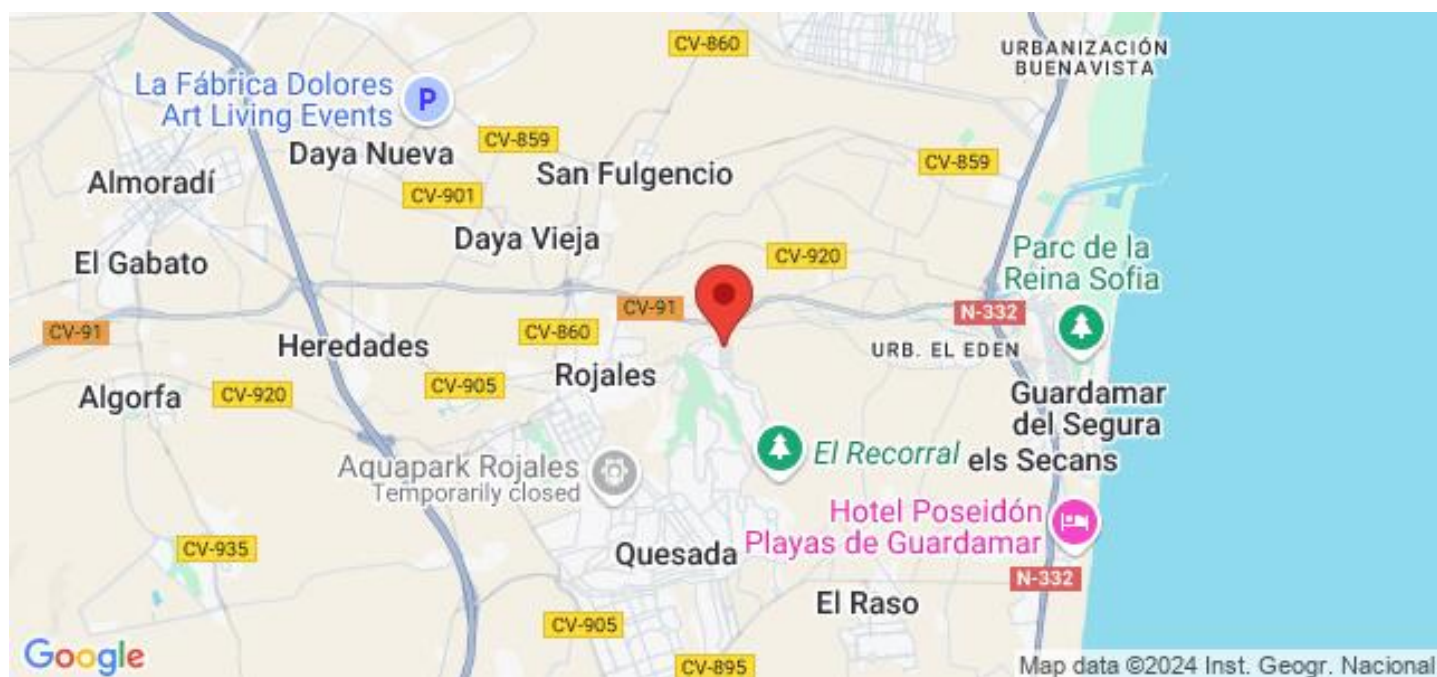 CV-860
URBANIZACIÓN
BUENAVISTA
La Fábrica Dolores
Art Living Events
P
CV-859
Daya Nueva
San Fulgencio
CV-859
Almoradí
CV-901
Daya Vieja
CV-920
Parc de la
Reina Sofia
El Gabato
CV-91
N-332
CV-91
CV-860
Heredades
URB. EL EDEN
Rojales
CV-905
Algorfa
CV-920
Guardamar
del Segura
El Recorral
els Secans
Aquapark Rojales
Temporarily closed
Hotel Poseidón
Playas de Guardamar
CV-935
Quesada
N-332
El Raso
CV-905
CV-895
Google
Map data ©2024 Inst. Geogr. Nacional